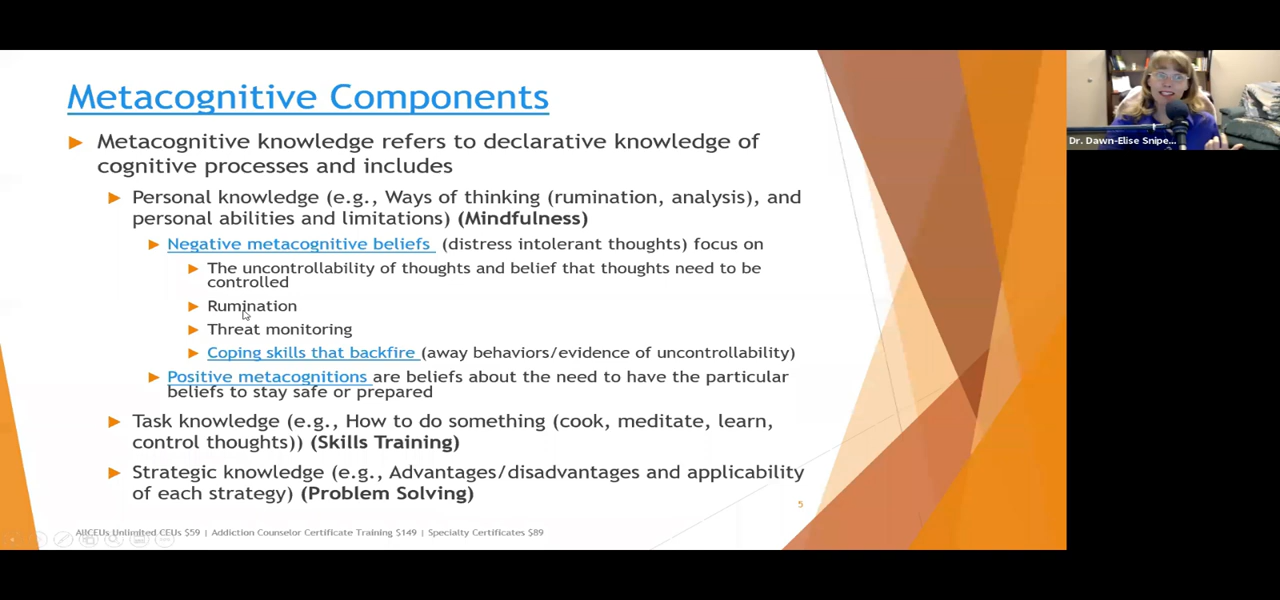 Metacognitive Components
Metacognitive knowledge refers to declarative knowledge of
cognitive processes and includes
Personal knowledge (e.g., Ways of thinking (rumination, analysis), and
personal abilities and limitations) (Mindfulness)
Negative metacognitive beliefs (distress intolerant thoughts) focus on
The uncontrollability of thoughts and belief that thoughts need to be
controlled
Rumination
Threat monitoring
Coping skills that backfire (away behaviors/evidence of uncontrollability)
Positive metacognitions are beliefs about the need to have the particular
beliefs to stay safe or prepared
Task knowledge (e.g., How to do something (cook, meditate, learn,
control thoughts)) (Skills Training)
Strategic knowledge (e.g., Advantages/disadvantages and applicability
of each strategy) (Problem Solving)
5
AllCEUs Unlimited CEUs $59 | Addiction Counselor Certificate Training $149 | Specialty Certificates $89
Dr. Dawn-Elise Snipe...